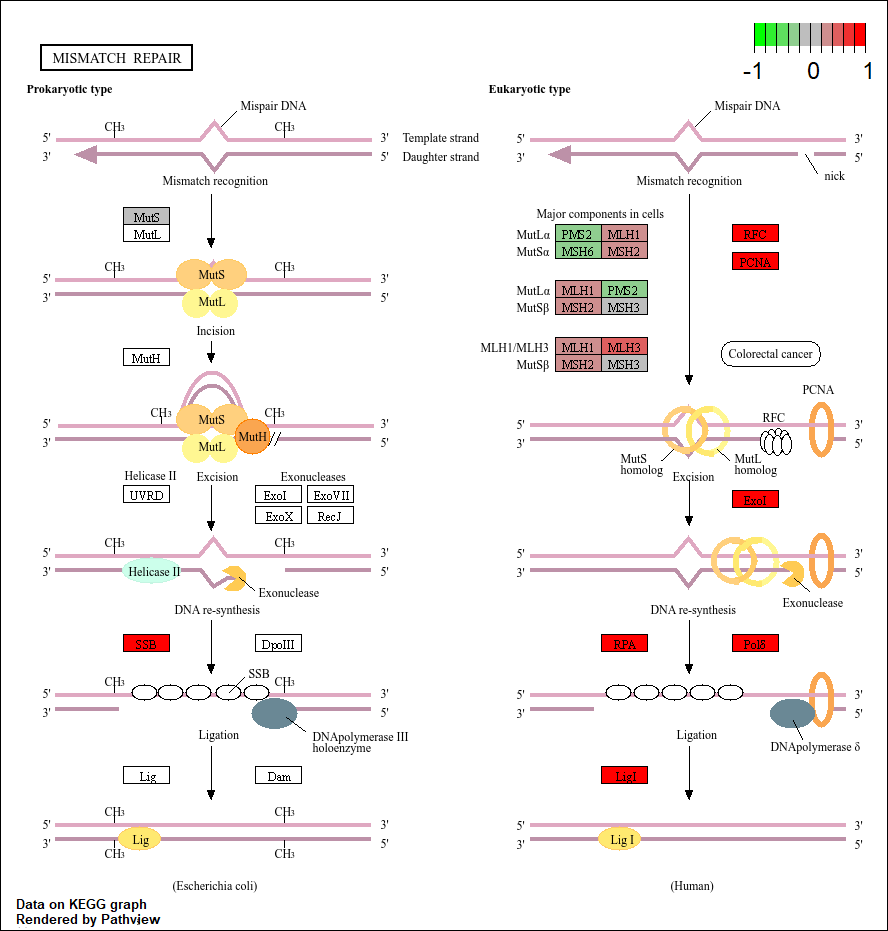 -1 0 1
MISMATCH REPAIR
Prokaryotic type
Mispair DNA
CH3 CH3
5' 3'
3' 5'
Template strand
Daughter strand
Mismatch recognition
MutS
MutL
CH3 CH3
5' 3'
3' 5'
MutS
MutL
Incision
MutH
CH3 CH3
5' 3'
3' 5'
MutS
MutL
MutH
Helicase II
UVRD
Excision
Exonucleases
ExoI ExoVII
ExoX RecJ
CH3 CH3
5' 3'
3' 5'
Helicase II
Exonuclease
DNA re-synthesis
SSB
DpoIII
SSB
CH3 CH3
5' 3'
3' 5'
DNApolymerase III
holoenzyme
Ligation
Lig
Dam
CH3 CH3
5' 3'
3' 5'
Lig
CH3 CH3
(Escherichia coli)
Eukaryotic type
Mispair DNA
5' 3'
3' 5'
nick
Mismatch recognition
Major components in cells
MutLα PMS2 MLH1
MutSα MSH6 MSH2
RFC
PCNA
MutLα MLH1 PMS2
MutSβ MSH2 MSH3
MLH1/MLH3 MLH1 MLH3
MutSβ MSH2 MSH3
Colorectal cancer
PCNA
RFC
5' 3'
3' 5'
MutS
homolog
MutL
homolog
Excision
ExoI
5' 3'
3' 5'
Exonuclease
DNA re-synthesis
RPA
Polδ
5' 3'
3' 5'
DNApolymerase δ
Ligation
LigI
5' 3'
3' 5'
Lig I
(Human)
Data on KEGG graph
Rendered by Pathview